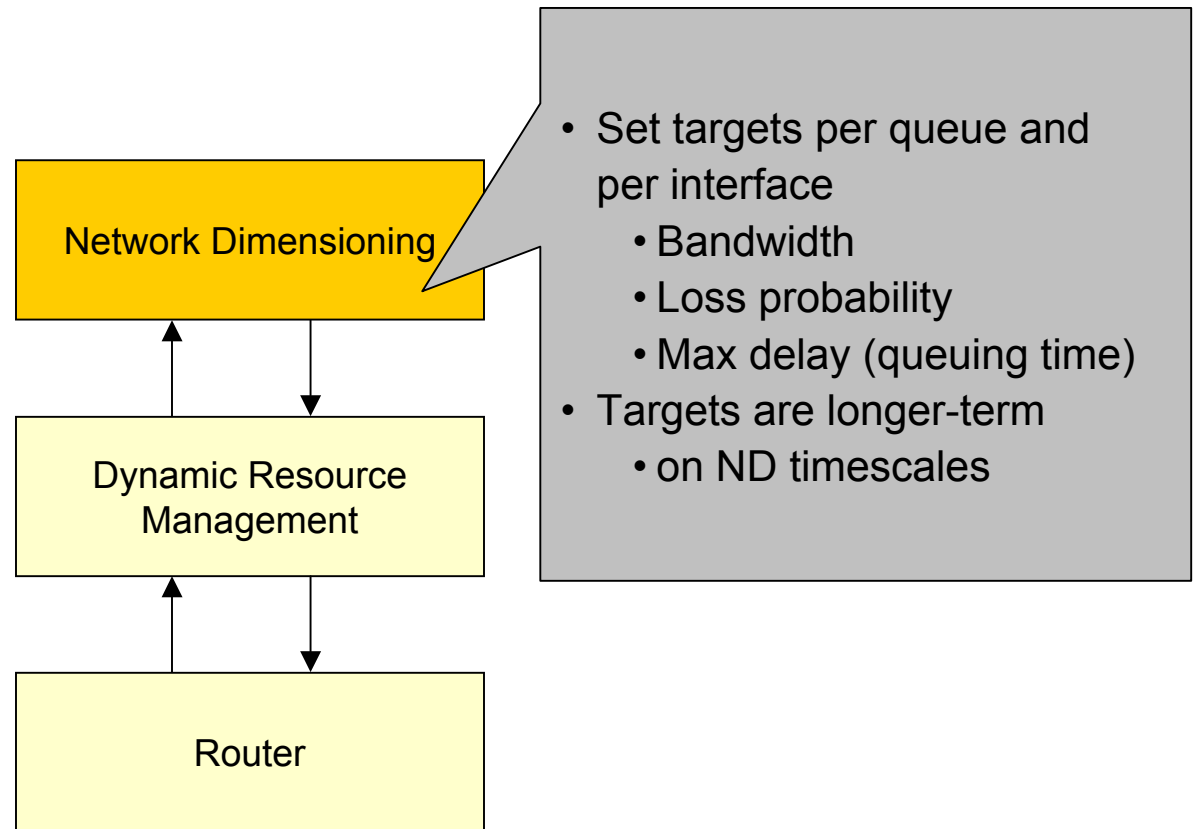 Network Dimensioning
• Set targets per queue and
per interface
• Bandwidth
• Loss probability
• Max delay (queuing time)
• Targets are longer-term
• on ND timescales
Dynamic Resource
Management
Router